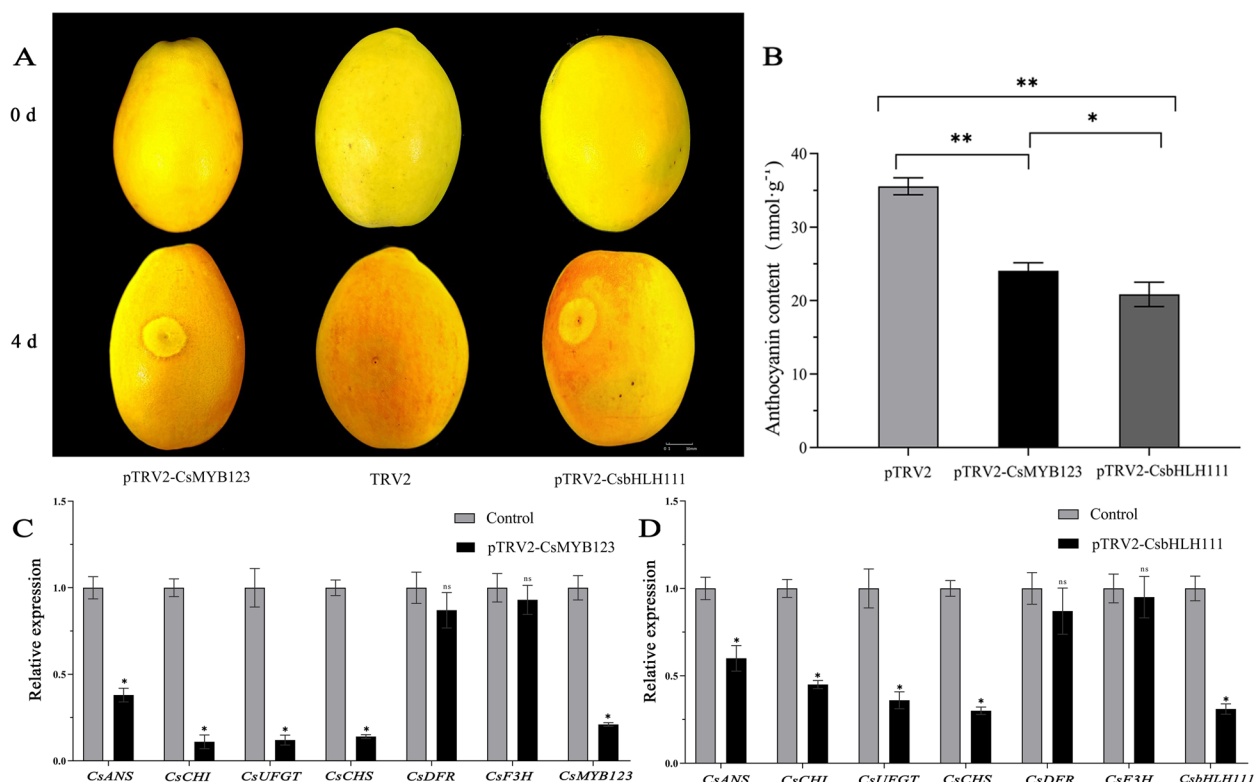 A
0 d
4 d
pTRV2-CsMYB123
TRV2
pTRV2-CsbHLH111
B
**
**
*
Anthocyanin content (nmol·g⁻¹)
40
30
20
10
0
pTRV2
pTRV2-CsMYB123
pTRV2-CsbHLH111
C
Relative expression
1.5
1.0
0.5
0.0
Control
pTRV2-CsMYB123
*
*
*
*
ns
ns
*
CsANS
CsCHI
CsUFGT
CsCHS
CsDFR
CsF3H
CsMYB123
D
Relative expression
1.5
1.0
0.5
0.0
Control
pTRV2-CsbHLH111
*
*
*
*
ns
ns
*
CsANS
CsCHI
CsUFGT
CsCHS
CsDFR
CsF3H
CsbHLH111